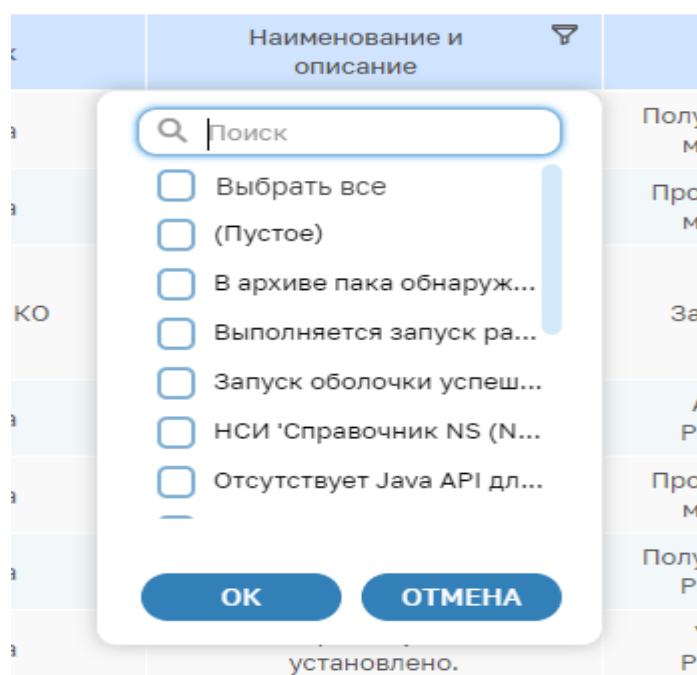 Наименование и
описание
Поиск
Выбрать все
(Пустое)
В архиве пака обнаруж...
Выполняется запуск ра...
КО
Запуск оболочки успеш...
НСИ 'Справочник NS (N...
Отсутствует Java API дл...
ОК
ОТМЕНА
установлено.